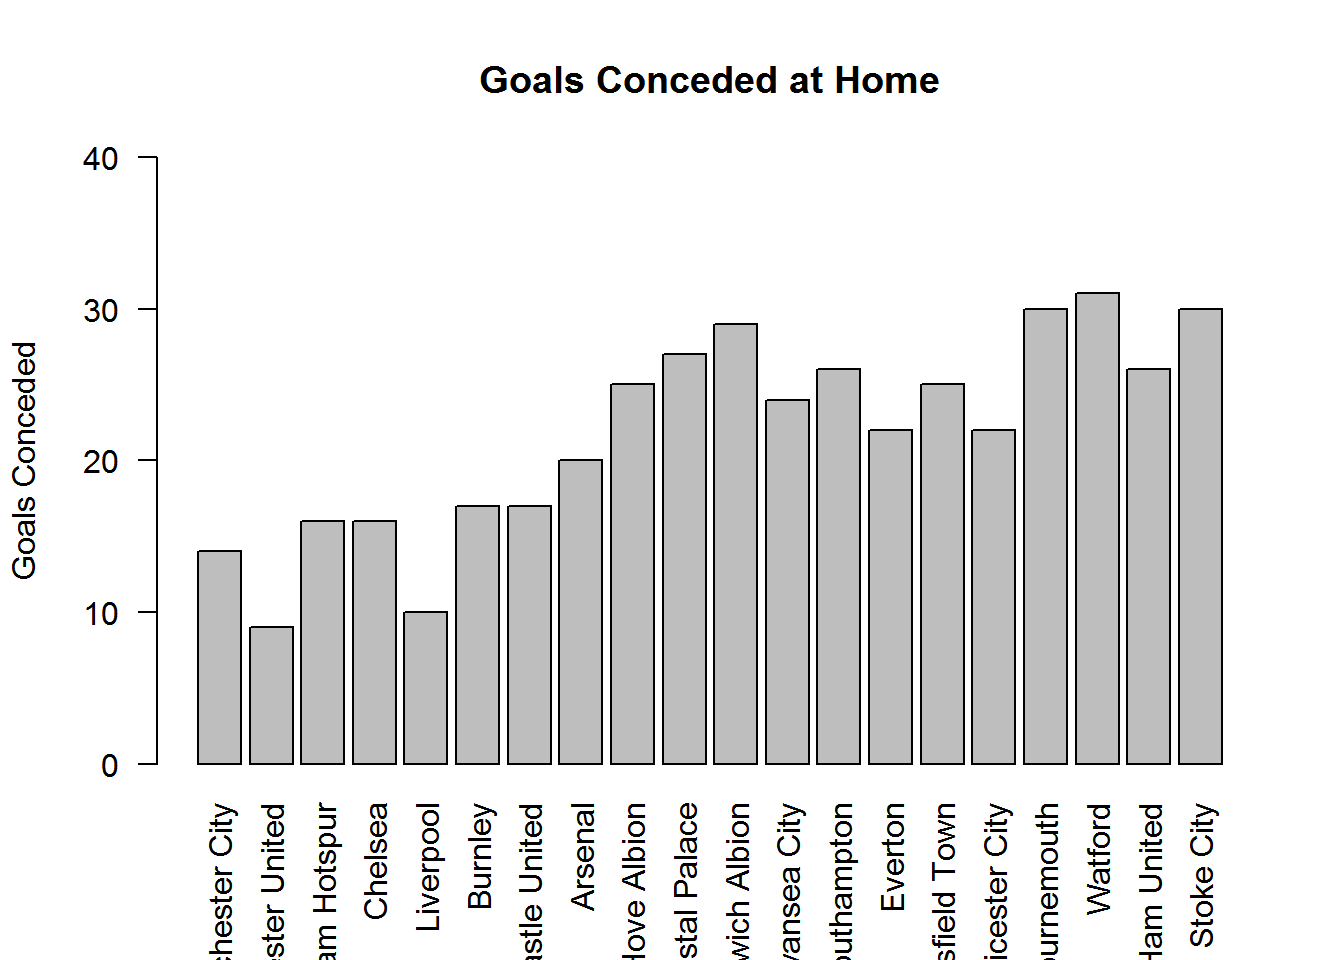 Goals Conceded at Home
Goals Conceded
40
30
20
10
0
chester City
ester United
am Hotspur
Chelsea
Liverpool
Burnley
astle United
Arsenal
Hove Albion
stal Palace
wich Albion
vansea City
outhampton
Everton
sfield Town
icester City
ournemouth
Watford
Ham United
Stoke City